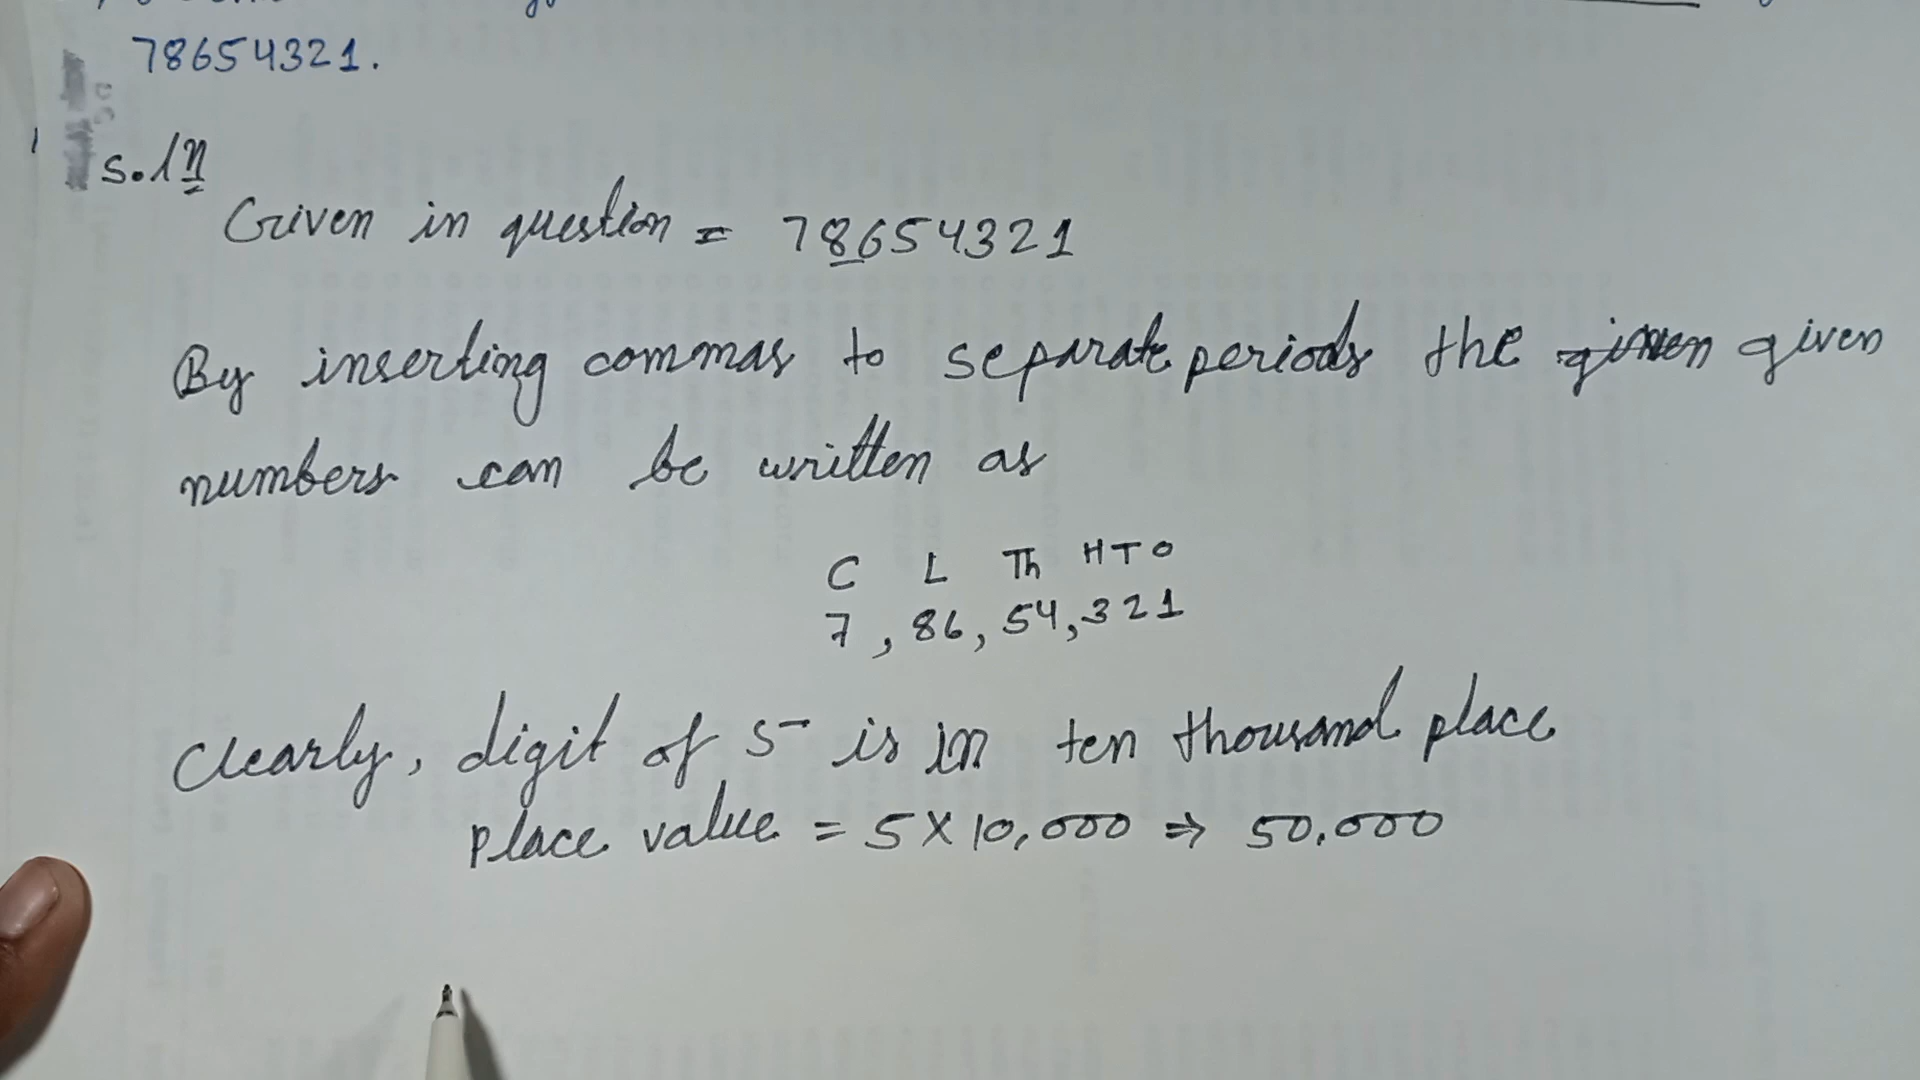 78654321.
Soln
Given in question = 78654321
By inserting commas to separate periods the given given
numbers can be written as
C L Th H T O
7, 86, 54, 321
Clearly, digit of 5 is in ten thousand place
place value = 5 X 10,000 ⇒ 50,000